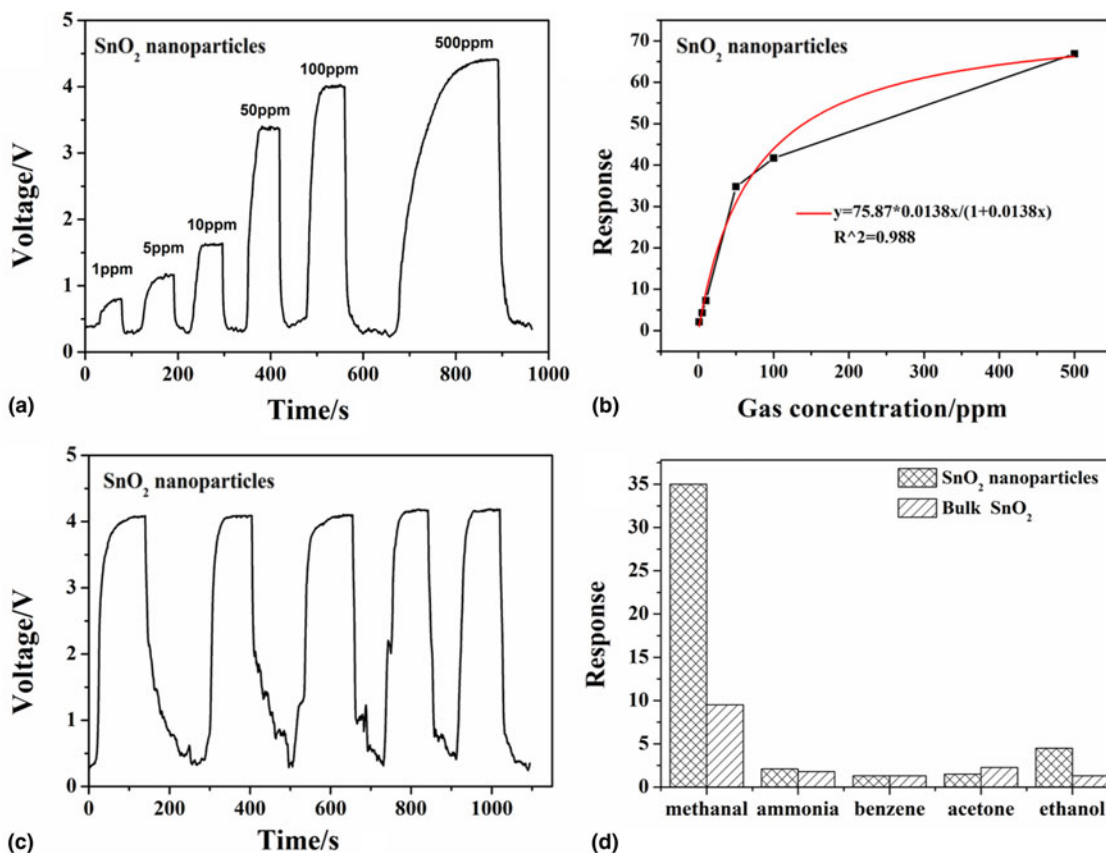 SnO2 nanoparticles
500ppm
100ppm
50ppm
10ppm
5ppm
1ppm
5
4
3
2
1
0
Voltage/V
0 200 400 600 800 1000
Time/s
(a)
SnO2 nanoparticles
70
60
50
40
30
20
10
0
Response
y=75.87*0.0138x/(1+0.0138x)
R^2=0.988
0 100 200 300 400 500
Gas concentration/ppm
(b)
SnO2 nanoparticles
5
4
3
2
1
0
Voltage/V
0 200 400 600 800 1000
Time/s
(c)
SnO2 nanoparticles
Bulk SnO2
35
30
25
20
15
10
5
0
Response
methanal ammonia benzene acetone ethanol
(d)